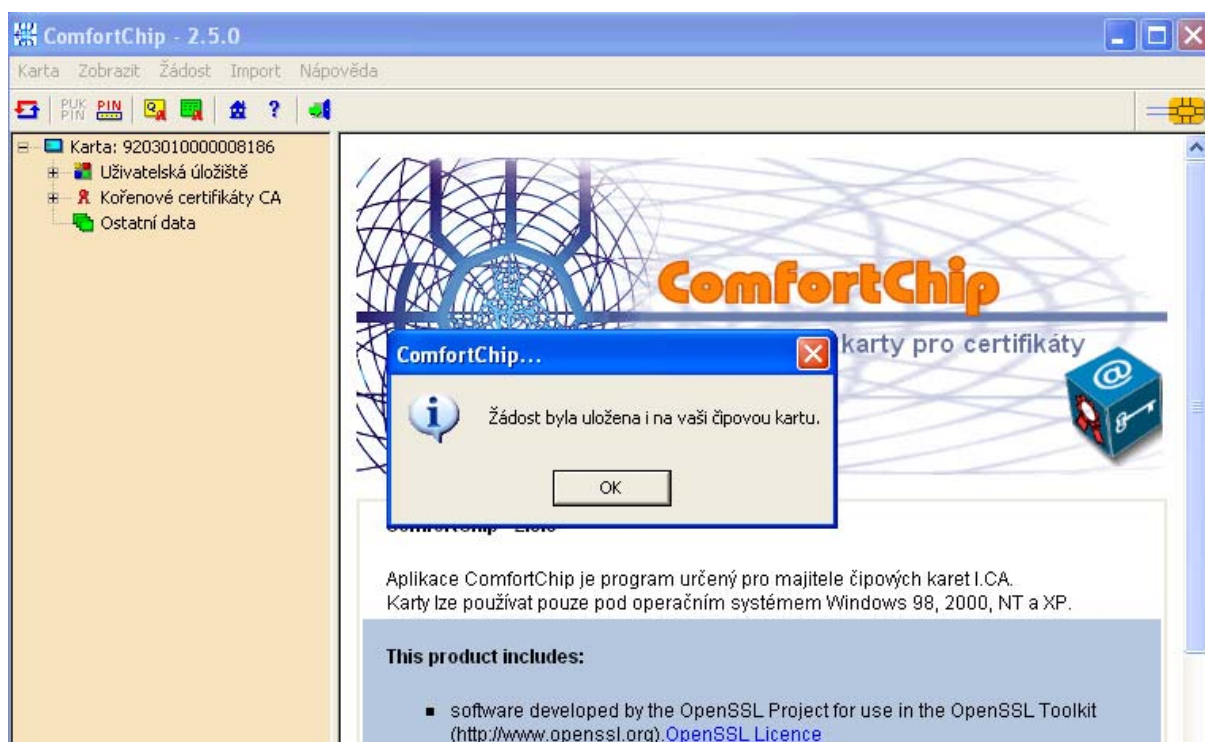 ComfortChip - 2.5.0
Karta Zobrazit Žádost Import Nápověda
PUK PIN
PIN
Karta: 9203010000008186
Uživatelská úložiště
Kořenové certifikáty CA
Ostatní data
ComfortChip
karty pro certifikáty
ComfortChip...
Žádost byla uložena i na vaši čipovou kartu.
OK
Aplikace ComfortChip je program určený pro majitele čipových karet I.CA.
Karty lze používat pouze pod operačním systémem Windows 98, 2000, NT a XP.
This product includes:
software developed by the OpenSSL Project for use in the OpenSSL Toolkit
(http://www.openssl.org).OpenSSL Licence